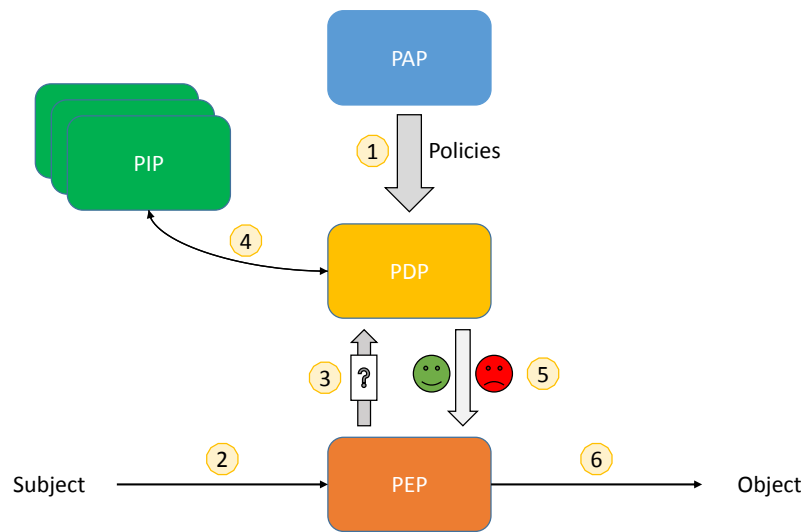 PAP
1 Policies
PIP
4
PDP
3 ? 5
2 6
Subject PEP Object